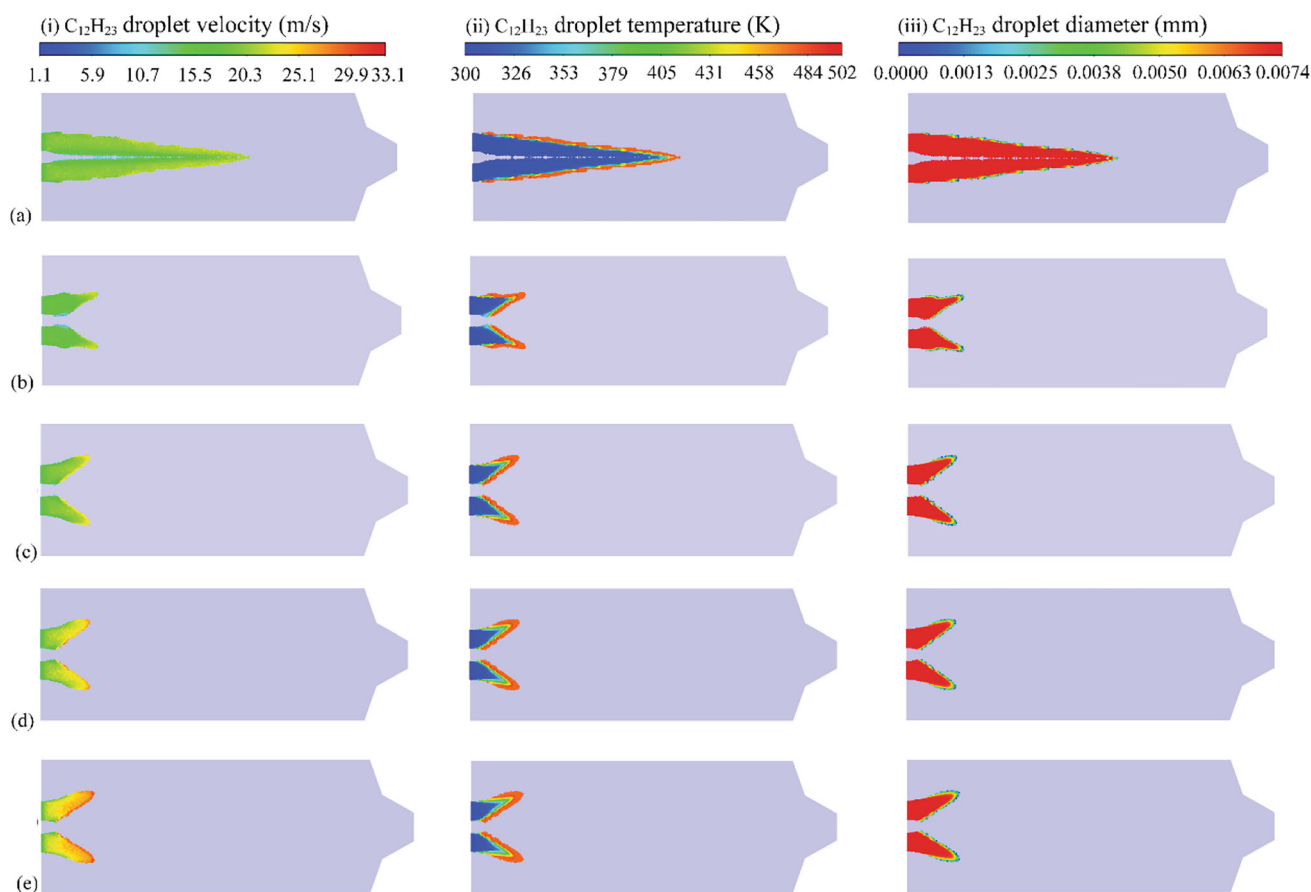 (i) C₁₂H₂₃ droplet velocity (m/s)
(ii) C₁₂H₂₃ droplet temperature (K)
(iii) C₁₂H₂₃ droplet diameter (mm)
1.1 5.9 10.7 15.5 20.3 25.1 29.9 33.1
300 326 353 379 405 431 458 484 502
0.0000 0.0013 0.0025 0.0038 0.0050 0.0063 0.0074
(a)
(b)
(c)
(d)
(e)